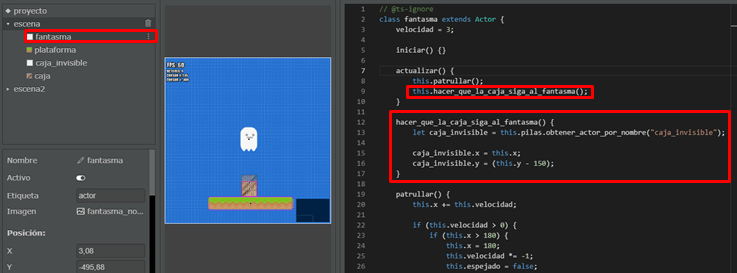 proyecto
escena
fantasma
plataforma
caja_invisible
caja
escena2
Nombre fantasma
Activo
Etiqueta actor
Imagen fantasma_no...
Posición:
X 3,08
Y -495,88
FPS 60
1 // @ts-ignore
2 class fantasma extends Actor {
3 velocidad = 3;
4
5 iniciar() {}
6
7 actualizar() {
8 this.patrullar();
9 this.hacer_que_la_caja_siga_al_fantasma();
10 }
11
12 hacer_que_la_caja_siga_al_fantasma() {
13 let caja_invisible = this.pilas.obtener_actor_por_nombre("caja_invisible");
14
15 caja_invisible.x = this.x;
16 caja_invisible.y = (this.y - 150);
17 }
18
19 patrullar() {
20 this.x += this.velocidad;
21
22 if (this.velocidad > 0) {
23 if (this.x > 180) {
24 this.x = 180;
25 this.velocidad *= -1;
26 this.espejado = false;